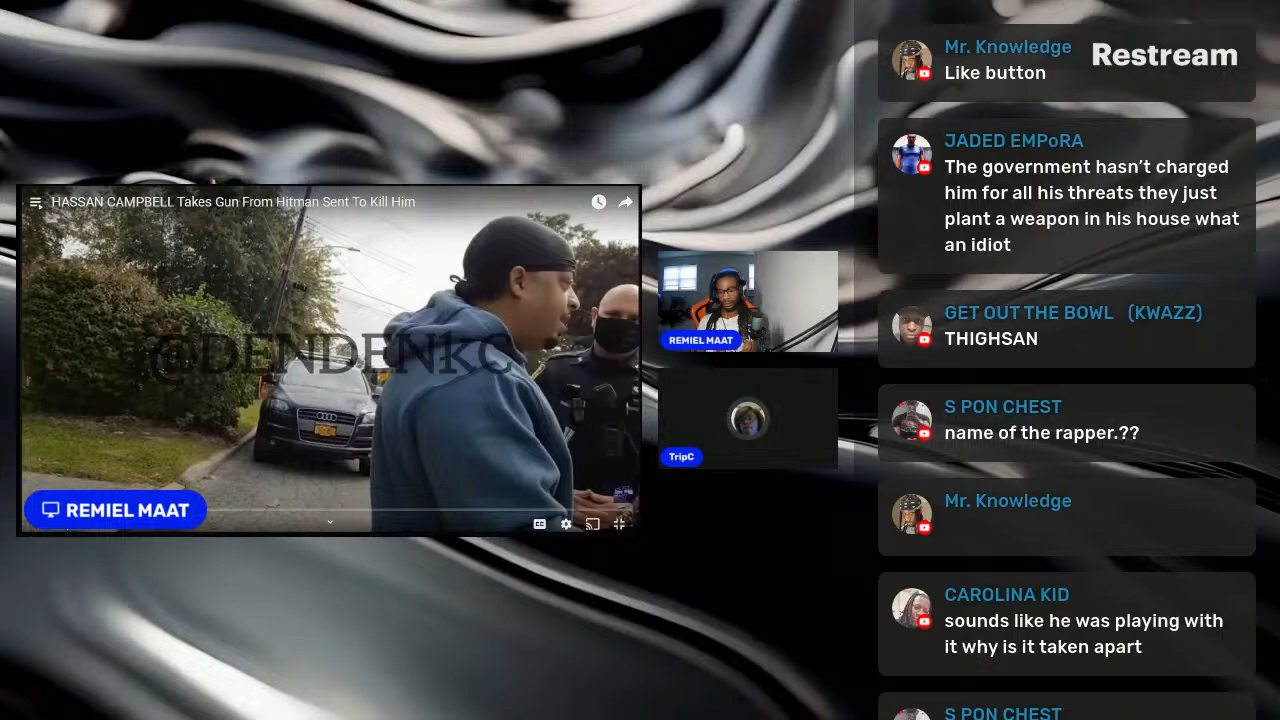 HASSAN CAMPBELL Takes Gun From Hitman Sent To Kill Him
@DENDENKC
REMIEL MAAT
REMIEL MAAT
TripC
Restream
Mr. Knowledge
Like button
JADED EMPoRA
The government hasn’t charged
him for all his threats they just
plant a weapon in his house what
an idiot
GET OUT THE BOWL (KWAZZ)
THIGHSAN
S PON CHEST
name of the rapper.??
Mr. Knowledge
CAROLINA KID
sounds like he was playing with
it why is it taken apart
S PON CHEST